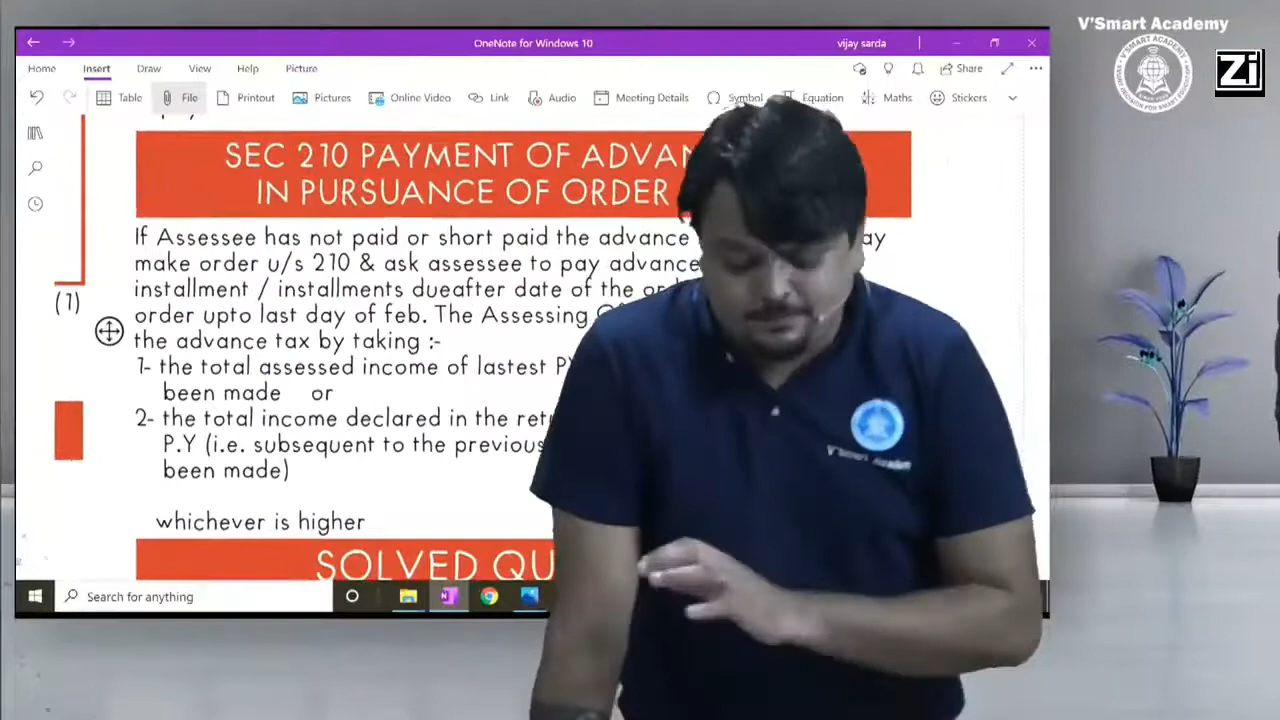 V'Smart Academy
OneNote for Windows 10
vijay sarda
Home Insert Draw View Help Picture
Share
Table File Printout Pictures Online Video Link Audio Meeting Details Symbol Equation Maths Stickers
SEC 210 PAYMENT OF
IN PURSUANCE OF ORDER
If Assessee has not paid or short paid the advance
make order u/s 210 & ask assessee to pay advance
installment / installments dueafter date of the
order upto last day of feb. The Assessing
(1)
the advance tax by taking :-
1- the total assessed income of lastest
been made or
2- the total income declared in the
P.Y (i.e. subsequent to the previous
been made)
whichever is higher
SOLVED
Search for anything
Zi
V'Smart Academy